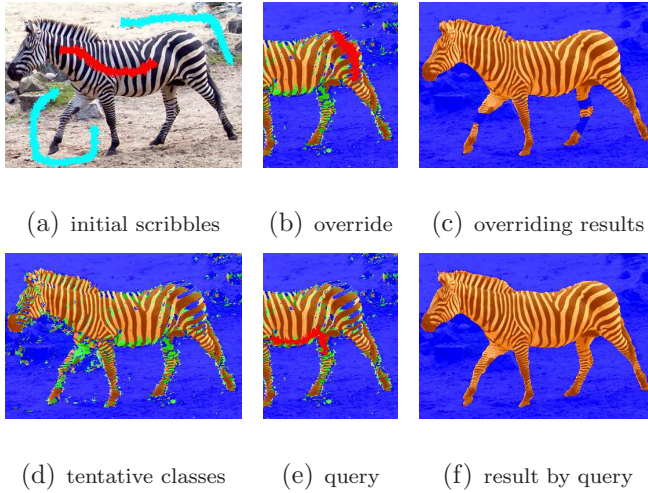 (a) initial scribbles
(b) override
(c) overriding results
(d) tentative classes
(e) query
(f) result by query